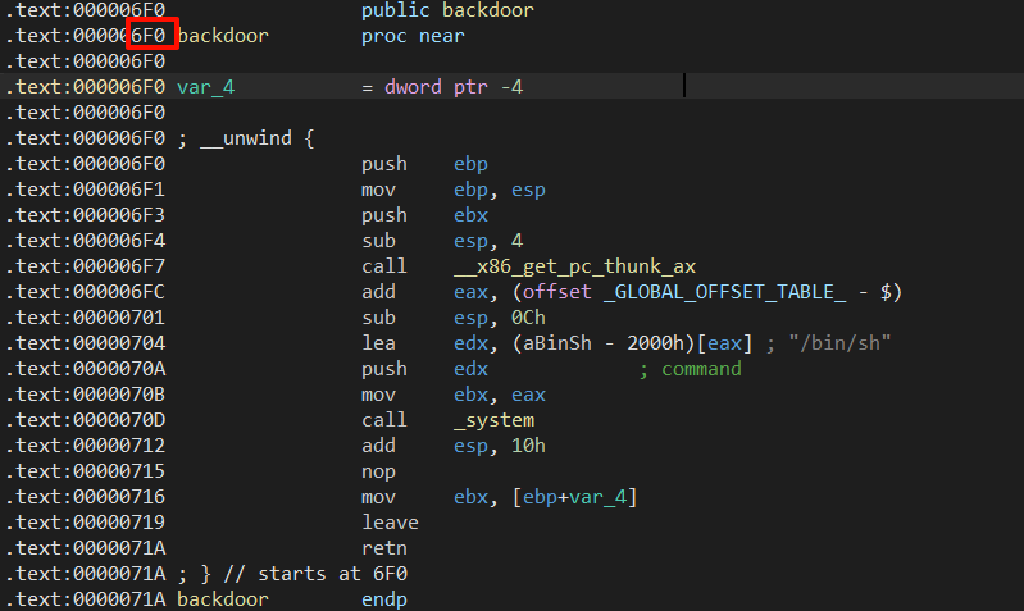 .text:000006F0 public backdoor
.text:000006F0 backdoor proc near
.text:000006F0
.text:000006F0 var_4 = dword ptr -4
.text:000006F0
.text:000006F0 ; __unwind {
.text:000006F0 push ebp
.text:000006F1 mov ebp, esp
.text:000006F3 push ebx
.text:000006F4 sub esp, 4
.text:000006F7 call __x86_get_pc_thunk_ax
.text:000006FC add eax, (offset _GLOBAL_OFFSET_TABLE_ - $)
.text:00000701 sub esp, 0Ch
.text:00000704 lea edx, (aBinSh - 2000h)[eax] ; "/bin/sh"
.text:0000070A push edx ; command
.text:0000070B mov ebx, eax
.text:0000070D call _system
.text:00000712 add esp, 10h
.text:00000715 nop
.text:00000716 mov ebx, [ebp+var_4]
.text:00000719 leave
.text:0000071A retn
.text:0000071A ; } // starts at 6F0
.text:0000071A backdoor endp